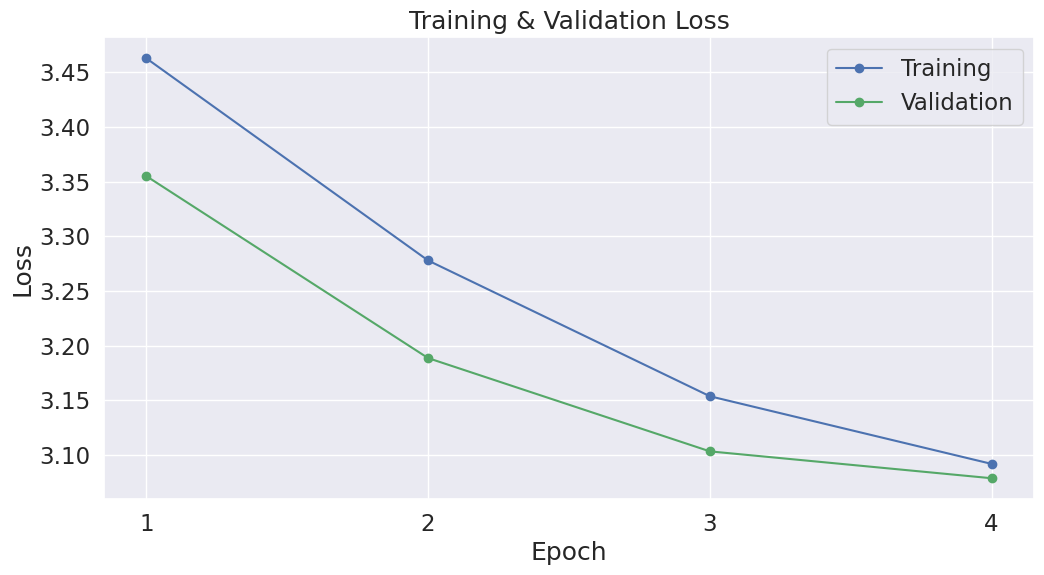 Training & Validation Loss
Training
Validation
3.45
3.40
3.35
3.30
3.25
3.20
3.15
3.10
Loss
1 2 3 4
Epoch